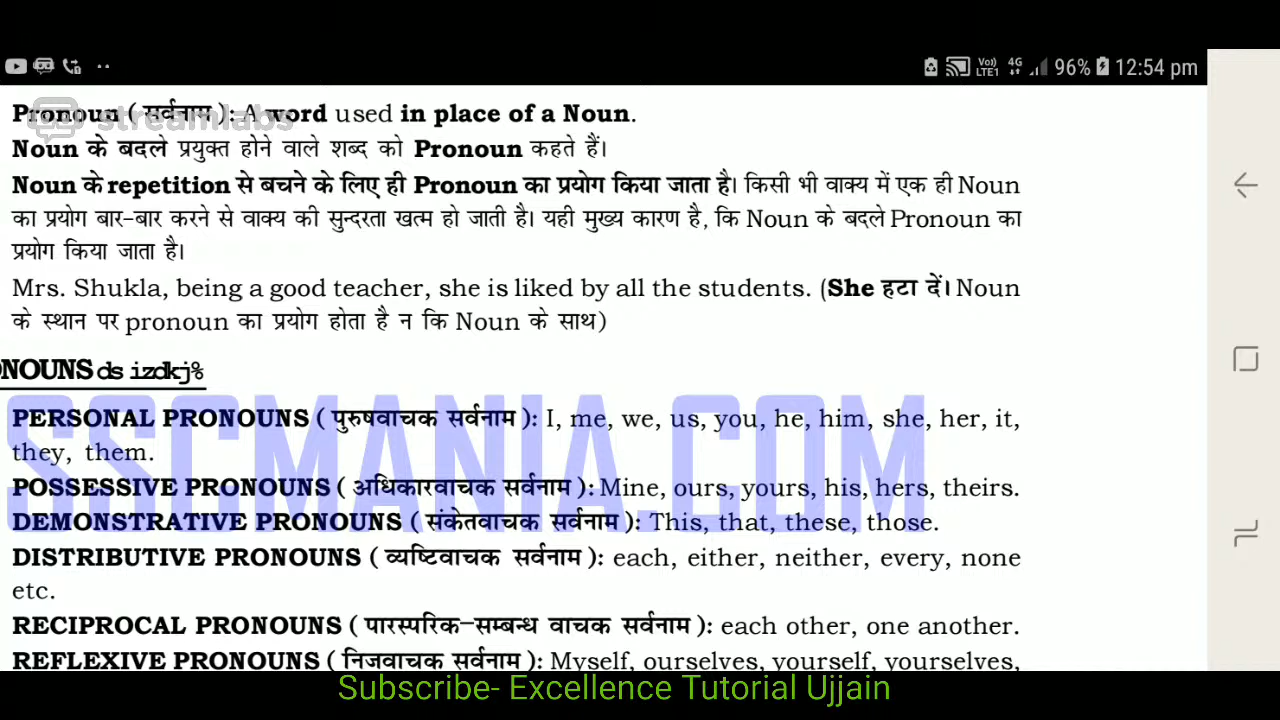 Vo)) LTE1 4G 96% 12:54 pm
Pronoun ( सर्वनाम ): A word used in place of a Noun.
streamlabs
Noun के बदले प्रयुक्त होने वाले शब्द को Pronoun कहते हैं।
Noun के repetition से बचने के लिए ही Pronoun का प्रयोग किया जाता है। किसी भी वाक्य में एक ही Noun
का प्रयोग बार-बार करने से वाक्य की सुन्दरता खत्म हो जाती है। यही मुख्य कारण है, कि Noun के बदले Pronoun का
प्रयोग किया जाता है।
Mrs. Shukla, being a good teacher, she is liked by all the students. (She हटा दें। Noun
के स्थान पर pronoun का प्रयोग होता है न कि Noun के साथ)
NOUNS ds izdkj%
SSCMANIA.COM
PERSONAL PRONOUNS ( पुरुषवाचक सर्वनाम ): I, me, we, us, you, he, him, she, her, it,
they, them.
POSSESSIVE PRONOUNS ( अधिकारवाचक सर्वनाम ): Mine, ours, yours, his, hers, theirs.
DEMONSTRATIVE PRONOUNS ( संकेतवाचक सर्वनाम ): This, that, these, those.
DISTRIBUTIVE PRONOUNS ( व्यष्टिवाचक सर्वनाम ): each, either, neither, every, none
etc.
RECIPROCAL PRONOUNS ( पारस्परिक-सम्बन्ध वाचक सर्वनाम ): each other, one another.
REFLEXIVE PRONOUNS ( निजवाचक सर्वनाम ): Myself, ourselves, yourself, yourselves,
Subscribe- Excellence Tutorial Ujjain